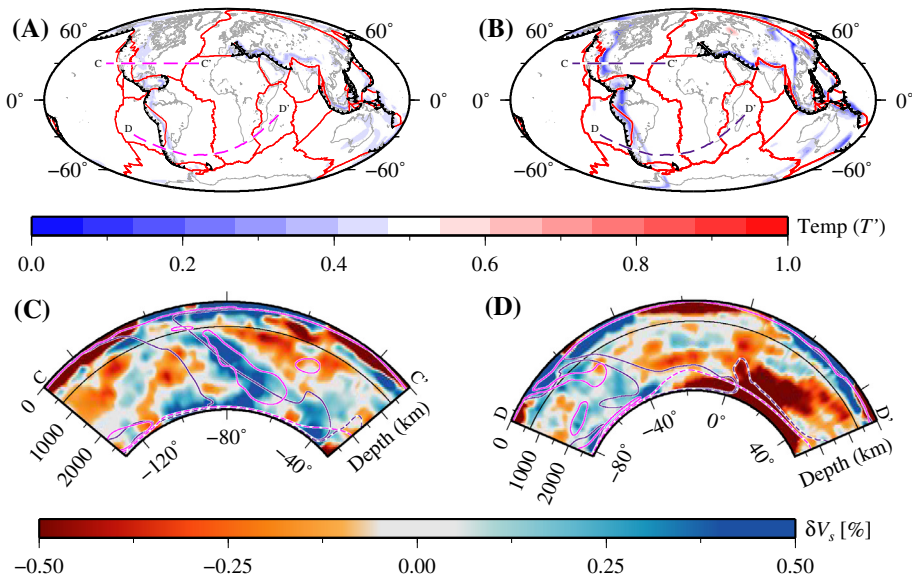 (A)
(B)
60°
60°
60°
60°
C
C'
C
C'
0°
0°
0°
0°
D
D'
D
D'
−60°
−60°
−60°
−60°
Temp (T')
0.0 0.2 0.4 0.6 0.8 1.0
(C)
(D)
C
C'
0
1000
2000
−120°
−80°
−40°
Depth (km)
D
D'
0
1000
2000
−80°
−40°
0°
40°
Depth (km)
δVs [%]
−0.50 −0.25 0.00 0.25 0.50